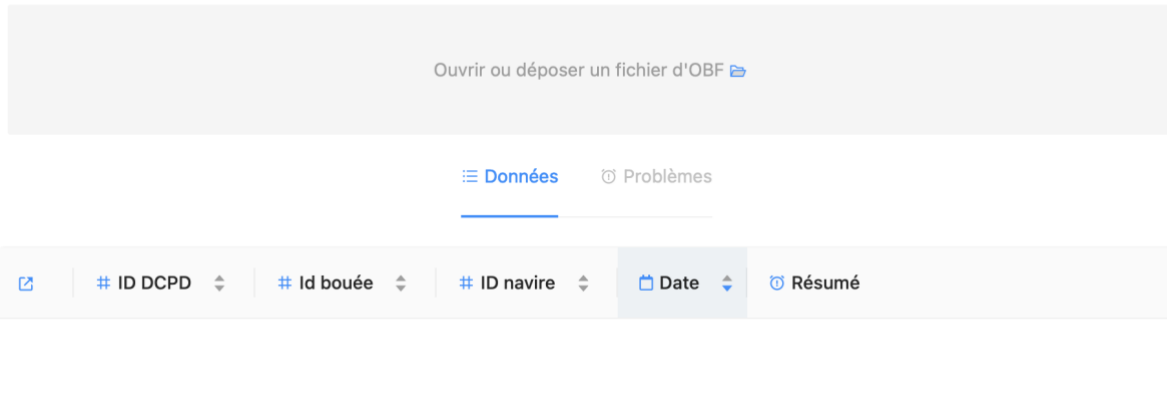 Ouvrir ou déposer un fichier d'OBF
Données Problèmes
ID DCPD Id bouée ID navire Date Résumé